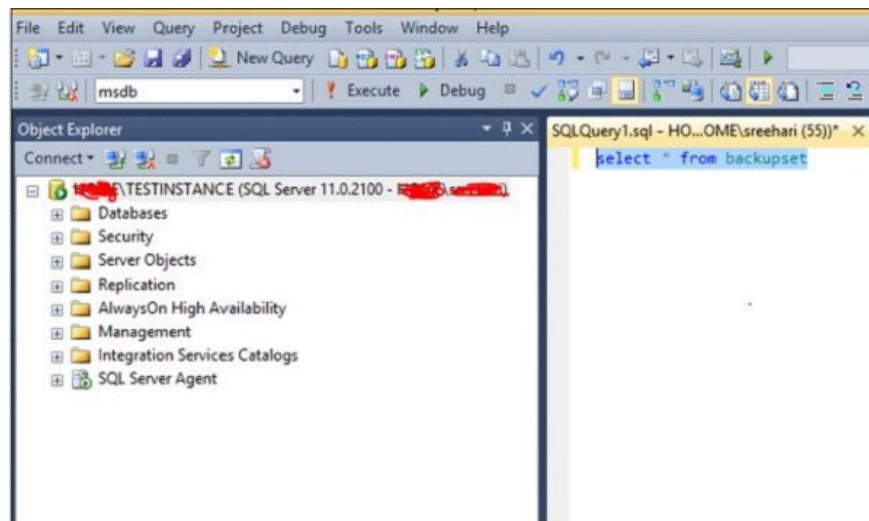 File Edit View Query Project Debug Tools Window Help
New Query
msdb Execute Debug
Object Explorer
Connect
\TESTINSTANCE (SQL Server 11.0.2100 -
Databases
Security
Server Objects
Replication
AlwaysOn High Availability
Management
Integration Services Catalogs
SQL Server Agent
SQLQuery1.sql - HO...OME\sreehari (55))*
select * from backupset